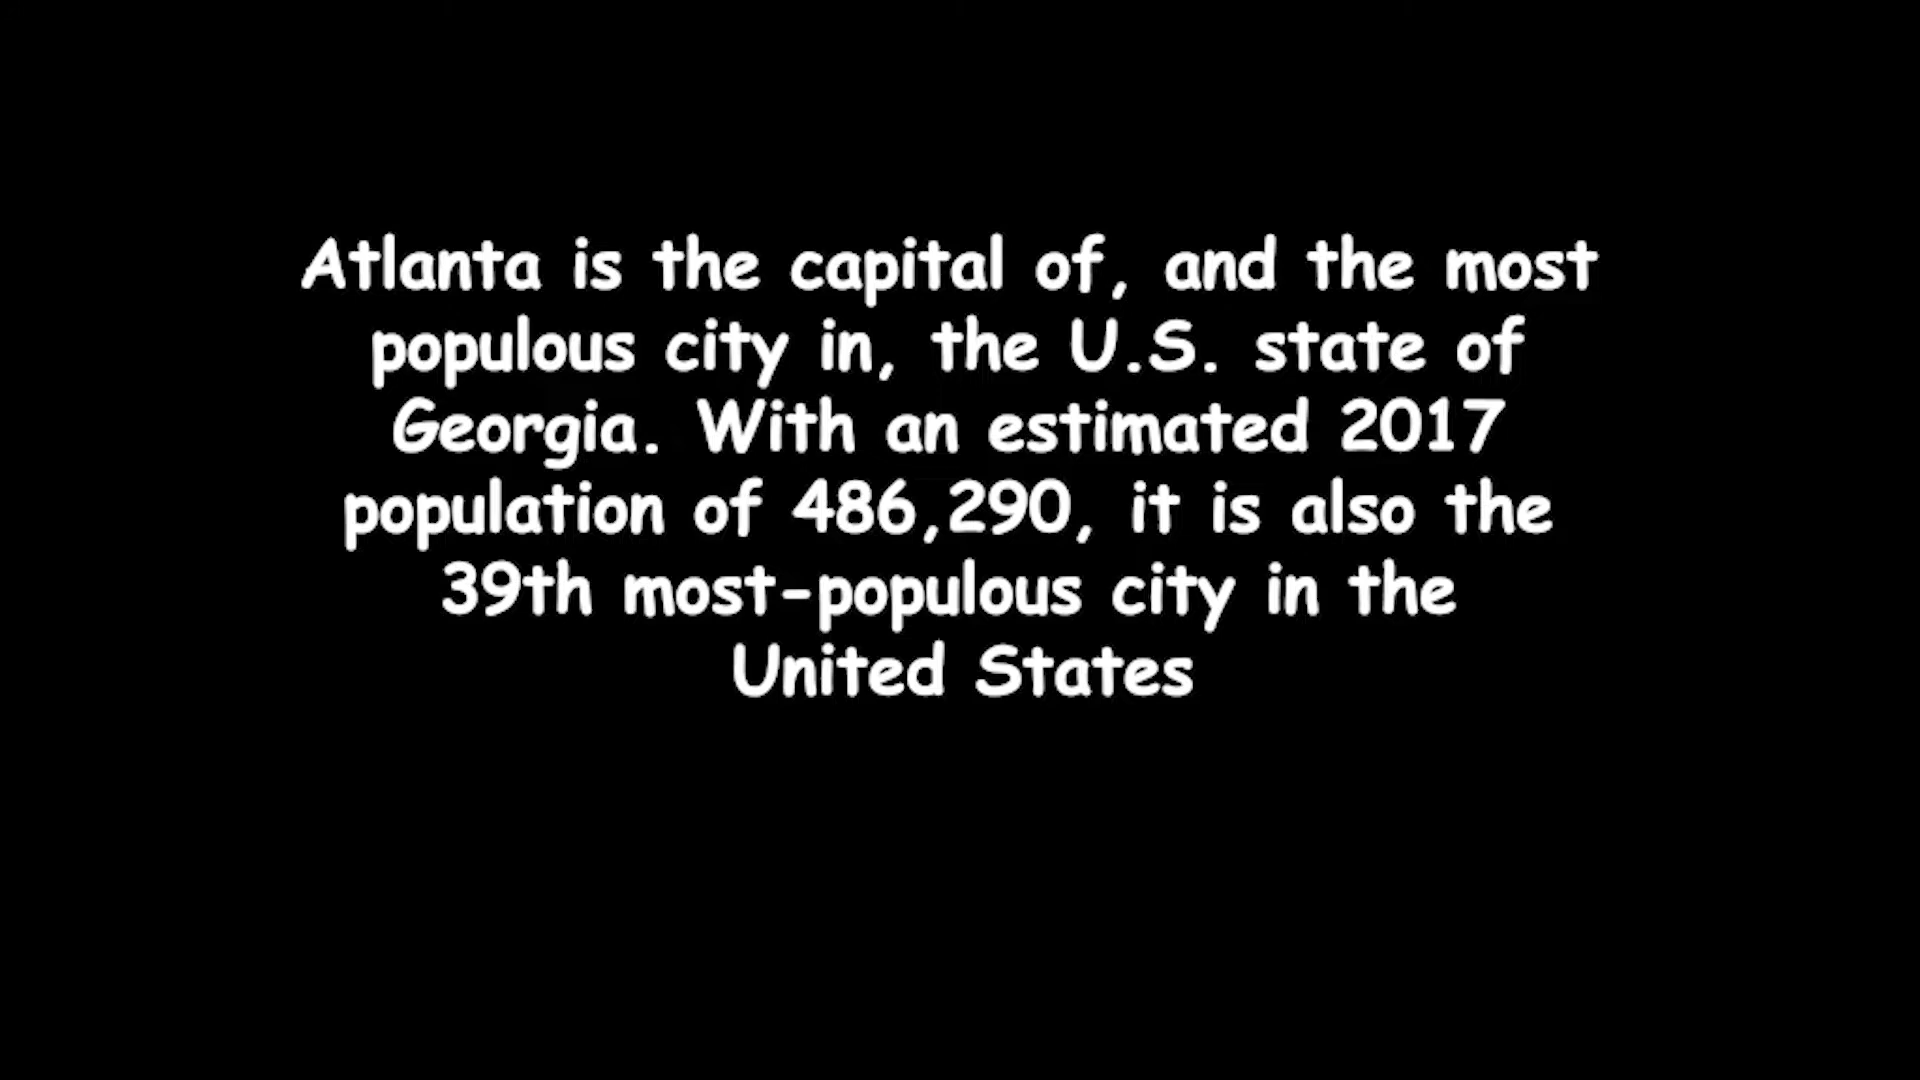 Atlanta is the capital of, and the most
populous city in, the U.S. state of
Georgia. With an estimated 2017
population of 486,290, it is also the
39th most-populous city in the
United States